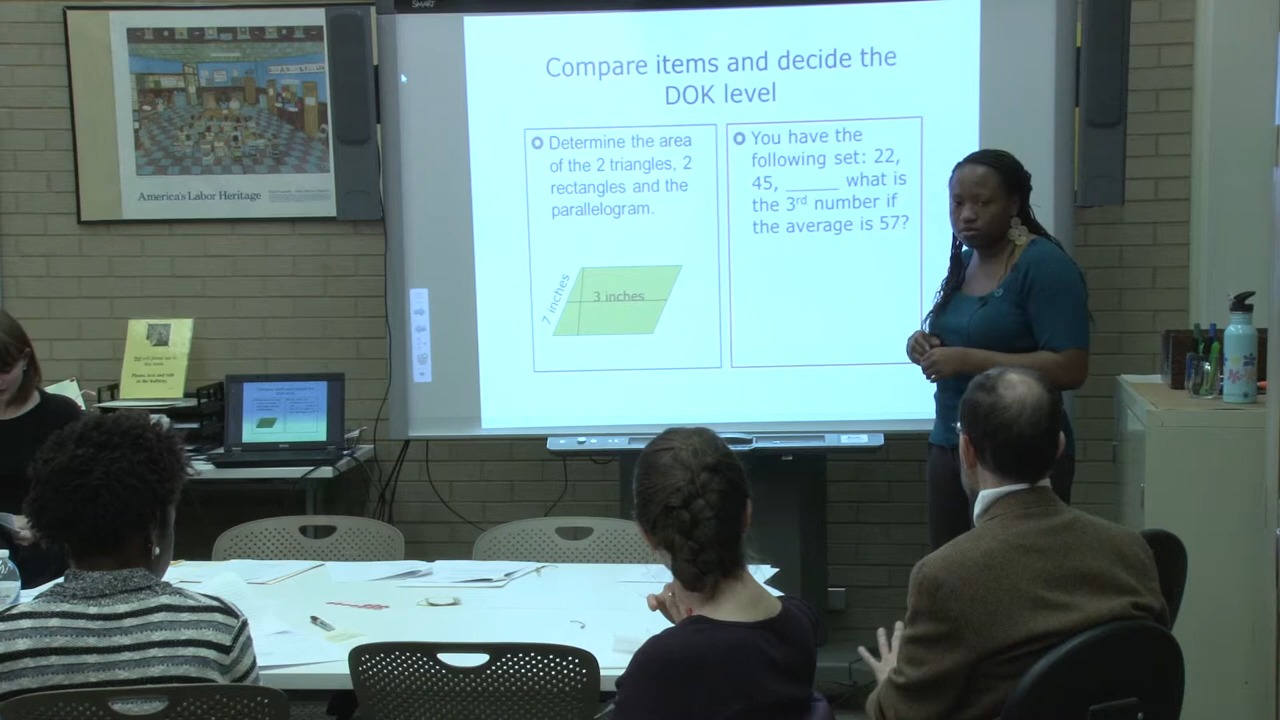 SMART
Compare items and decide the
DOK level
Determine the area
of the 2 triangles, 2
rectangles and the
parallelogram.
7 inches
3 inches
You have the
following set: 22,
45, _____ what is
the 3rd number if
the average is 57?
America's Labor Heritage